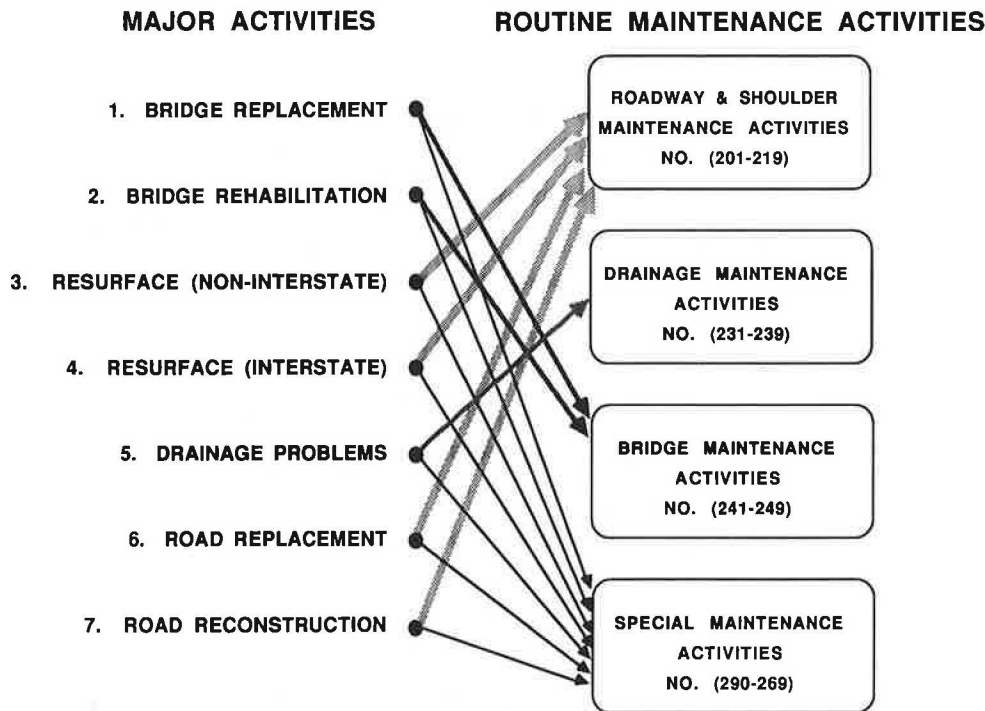 MAJOR ACTIVITIES
ROUTINE MAINTENANCE ACTIVITIES
1. BRIDGE REPLACEMENT
2. BRIDGE REHABILITATION
3. RESURFACE (NON-INTERSTATE)
4. RESURFACE (INTERSTATE)
5. DRAINAGE PROBLEMS
6. ROAD REPLACEMENT
7. ROAD RECONSTRUCTION
ROADWAY & SHOULDER
MAINTENANCE ACTIVITIES
NO. (201-219)
DRAINAGE MAINTENANCE
ACTIVITIES
NO. (231-239)
BRIDGE MAINTENANCE
ACTIVITIES
NO. (241-249)
SPECIAL MAINTENANCE
ACTIVITIES
NO. (290-269)